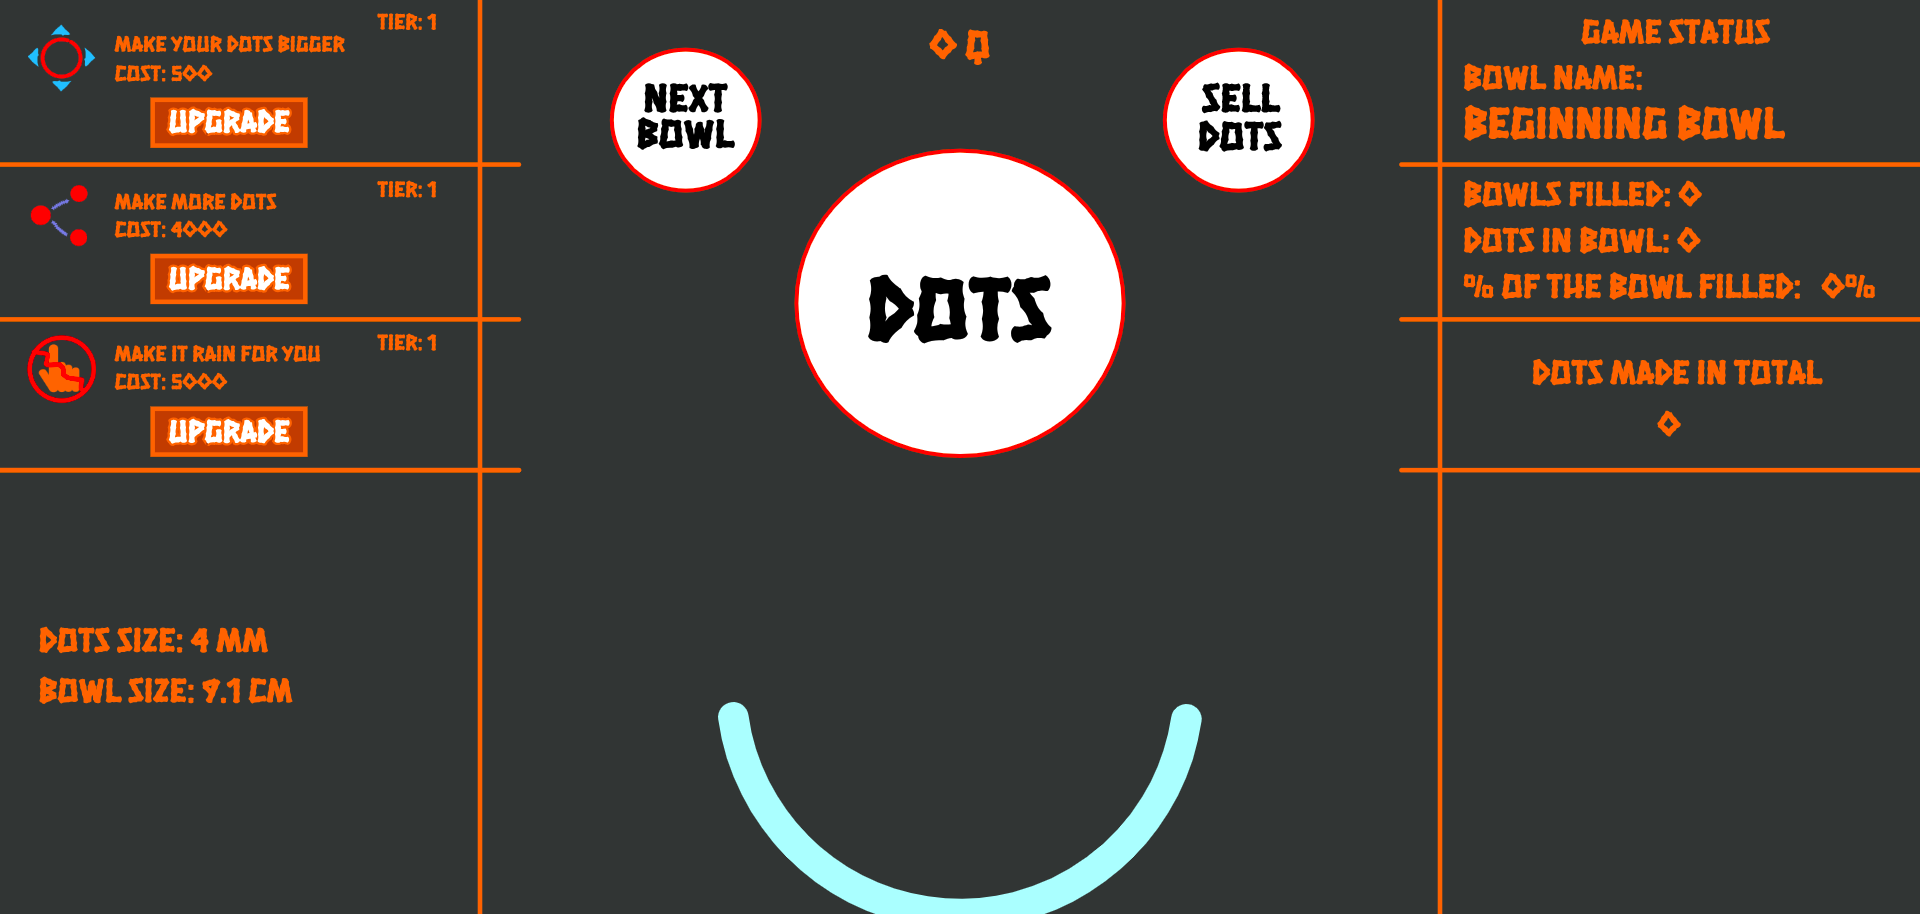 TIER: 1
MAKE YOUR DOTS BIGGER
COST: 500
UPGRADE
TIER: 1
MAKE MORE DOTS
COST: 4000
UPGRADE
TIER: 1
MAKE IT RAIN FOR YOU
COST: 5000
UPGRADE
DOTS SIZE: 4 MM
BOWL SIZE: 9.1 CM
0 Q
NEXT
BOWL
SELL
DOTS
DOTS
GAME STATUS
BOWL NAME:
BEGINNING BOWL
BOWLS FILLED: 0
DOTS IN BOWL: 0
% OF THE BOWL FILLED: 0%
DOTS MADE IN TOTAL
0